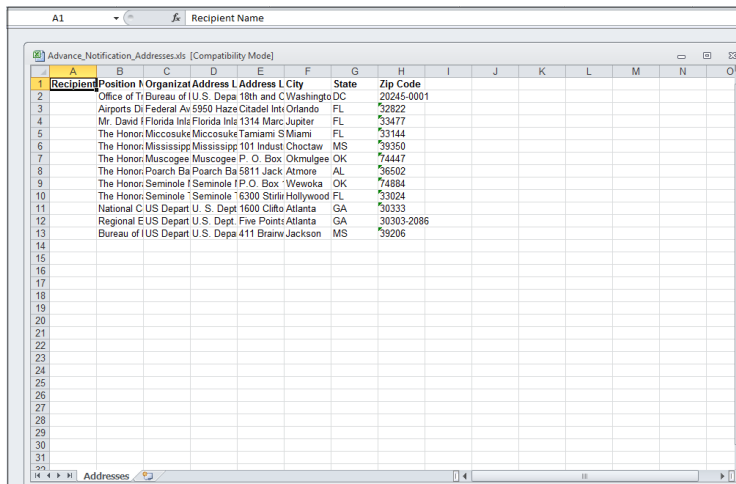 A1 fx Recipient Name
Advance_Notification_Addresses.xls [Compatibility Mode]
A B C D E F G H I J K L M N O
1 Recipient Position N Organizat Address L Address L City State Zip Code
2 Office of Tr Bureau of I U.S. Depa 18th and C Washingto DC 20245-0001
3 Airports Di Federal Av 5950 Haze Citadel Inte Orlando FL 32822
4 Mr. David F Florida Inla Florida Inla 1314 Marc Jupiter FL 33477
5 The Honor Miccosuke Miccosuke Tamiami S Miami FL 33144
6 The Honor Mississipp Mississipp 101 Indust Choctaw MS 39350
7 The Honor Muscogee Muscogee P. O. Box Okmulgee OK 74447
8 The Honor Poarch Ba Poarch Ba 5811 Jack Atmore AL 36502
9 The Honor Seminole N Seminole N P.O. Box Wewoka OK 74884
10 The Honor Seminole T Seminole T 6300 Stirlin Hollywood FL 33024
11 National C US Depart U. S. Dept 1600 Clifto Atlanta GA 30333
12 Regional E US Depart U.S. Dept. Five Points Atlanta GA 30303-2086
13 Bureau of I US Depart U.S. Depa 411 Brairw Jackson MS 39206
14
15
16
17
18
19
20
21
22
23
24
25
26
27
28
29
30
31
32
Addresses